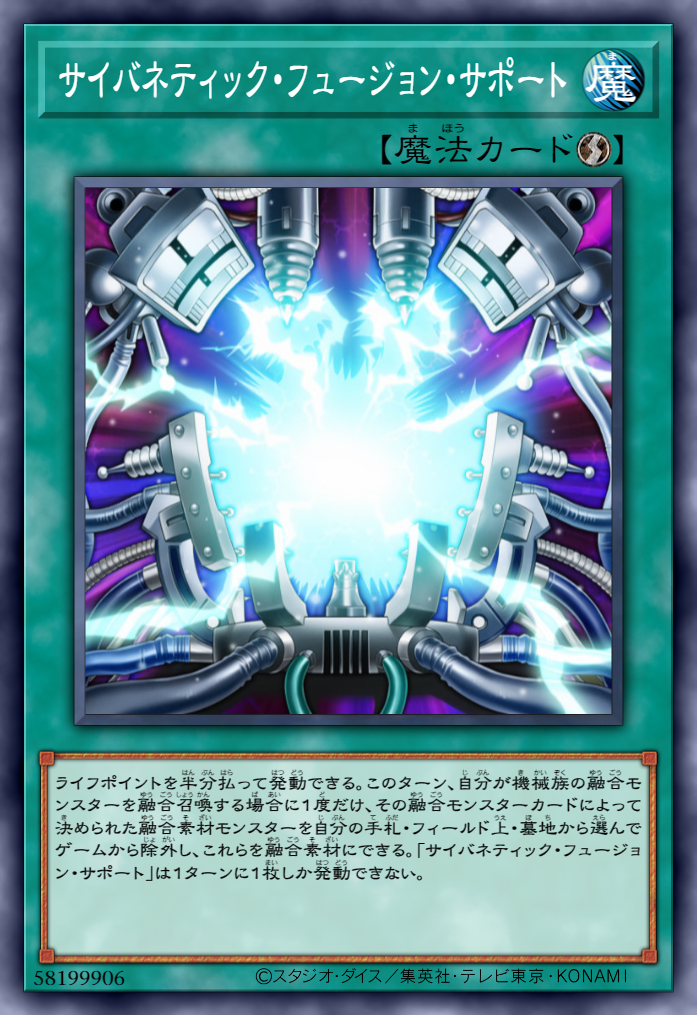 サイバネティック・フュージョン・サポート 魔
【魔法カード】
ライフポイントを半分払って発動できる。このターン、自分が機械族の融合モ
ンスターを融合召喚する場合に1度だけ、その融合モンスターカードによって
決められた融合素材モンスターを自分の手札・フィールド上・墓地から選んで
ゲームから除外し、これらを融合素材にできる。「サイバネティック・フュージョ
ン・サポート」は1ターンに1枚しか発動できない。
58199906 ©スタジオ・ダイス／集英社・テレビ東京・KONAMI